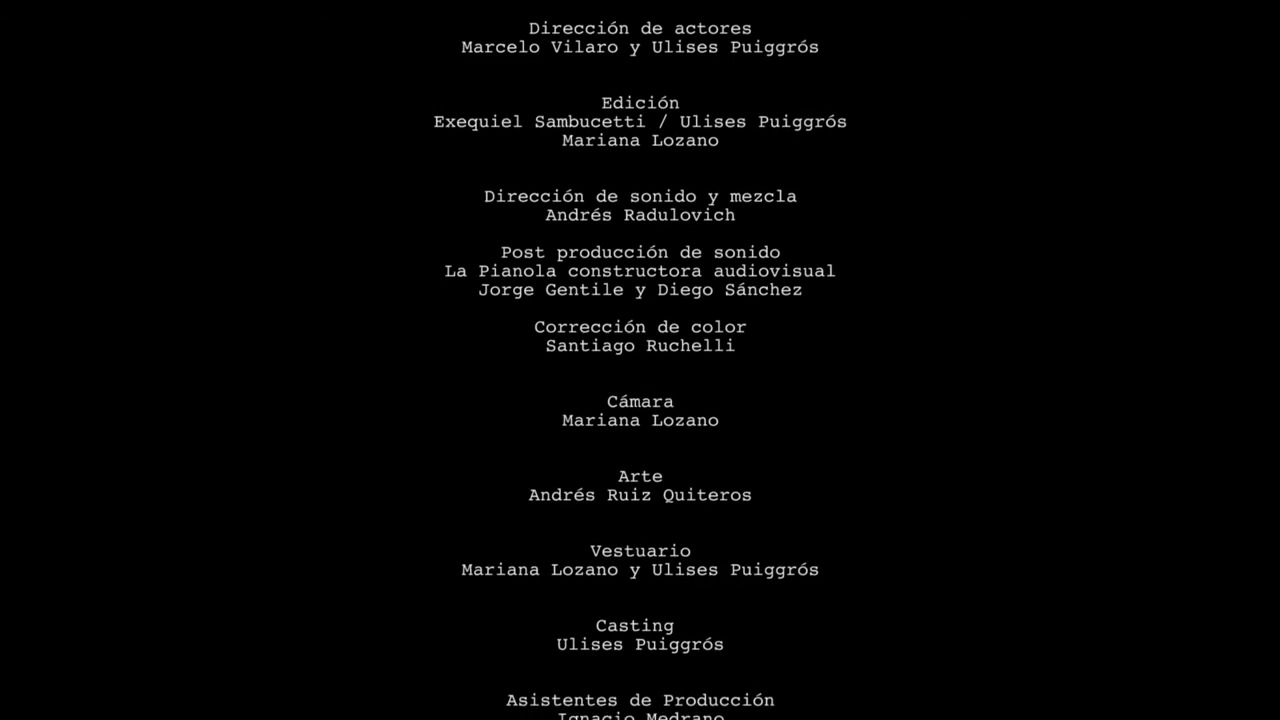 Dirección de actores
Marcelo Vilaro y Ulises Puiggrós
Edición
Exequiel Sambucetti / Ulises Puiggrós
Mariana Lozano
Dirección de sonido y mezcla
Andrés Radulovich
Post producción de sonido
La Pianola constructora audiovisual
Jorge Gentile y Diego Sánchez
Corrección de color
Santiago Ruchelli
Cámara
Mariana Lozano
Arte
Andrés Ruiz Quiteros
Vestuario
Mariana Lozano y Ulises Puiggrós
Casting
Ulises Puiggrós
Asistentes de Producción
Ignacio Medrano